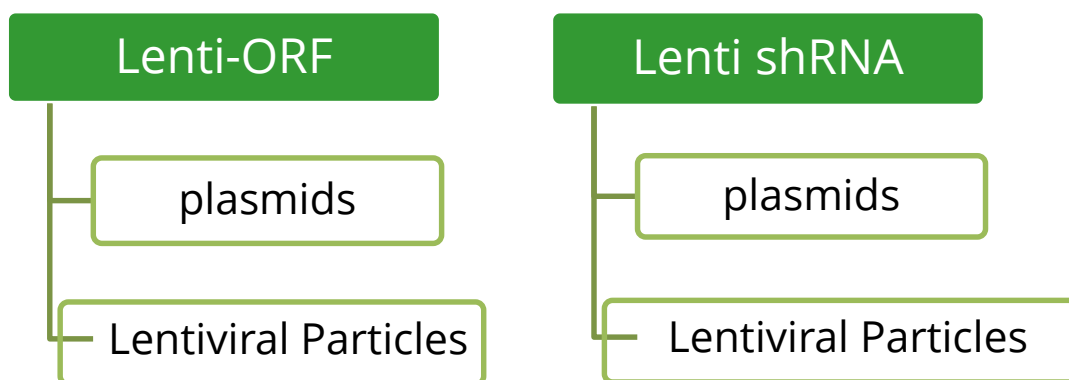 Lenti-ORF
plasmids
Lentiviral Particles
Lenti shRNA
plasmids
Lentiviral Particles